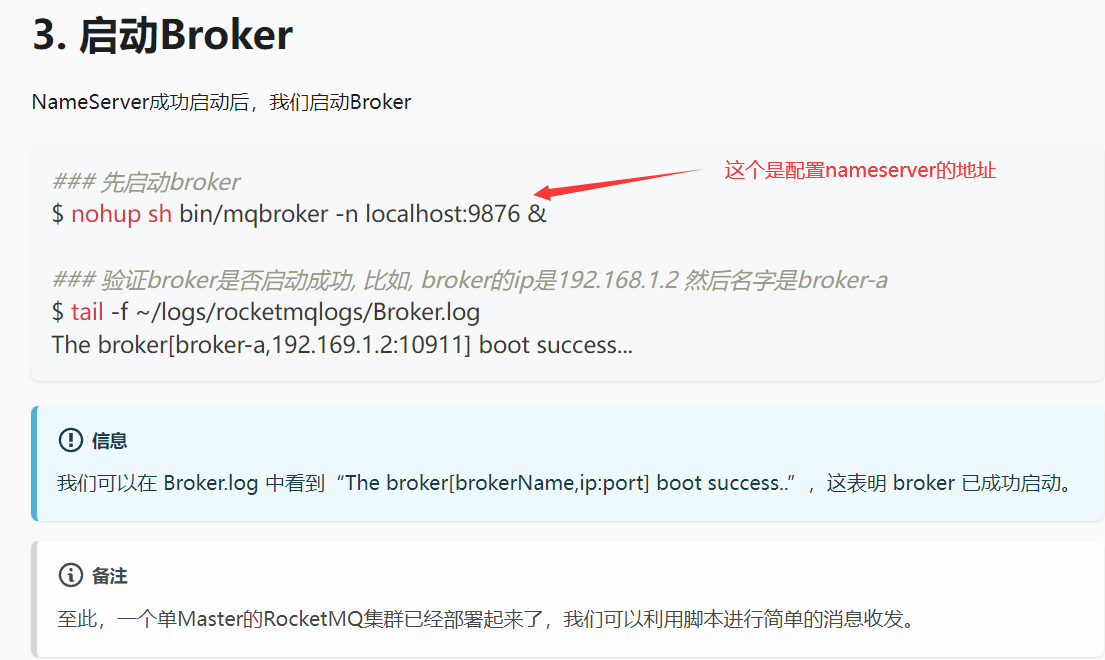 3. 启动Broker
NameServer成功启动后，我们启动Broker
### 先启动broker
这个是配置nameserver的地址
$ nohup sh bin/mqbroker -n localhost:9876 &
### 验证broker是否启动成功, 比如, broker的ip是192.168.1.2 然后名字是broker-a
$ tail -f ~/logs/rocketmqlogs/Broker.log
The broker[broker-a,192.169.1.2:10911] boot success...
信息
我们可以在 Broker.log 中看到“The broker[brokerName,ip:port] boot success..”，这表明 broker 已成功启动。
备注
至此，一个单Master的RocketMQ集群已经部署起来了，我们可以利用脚本进行简单的消息收发。